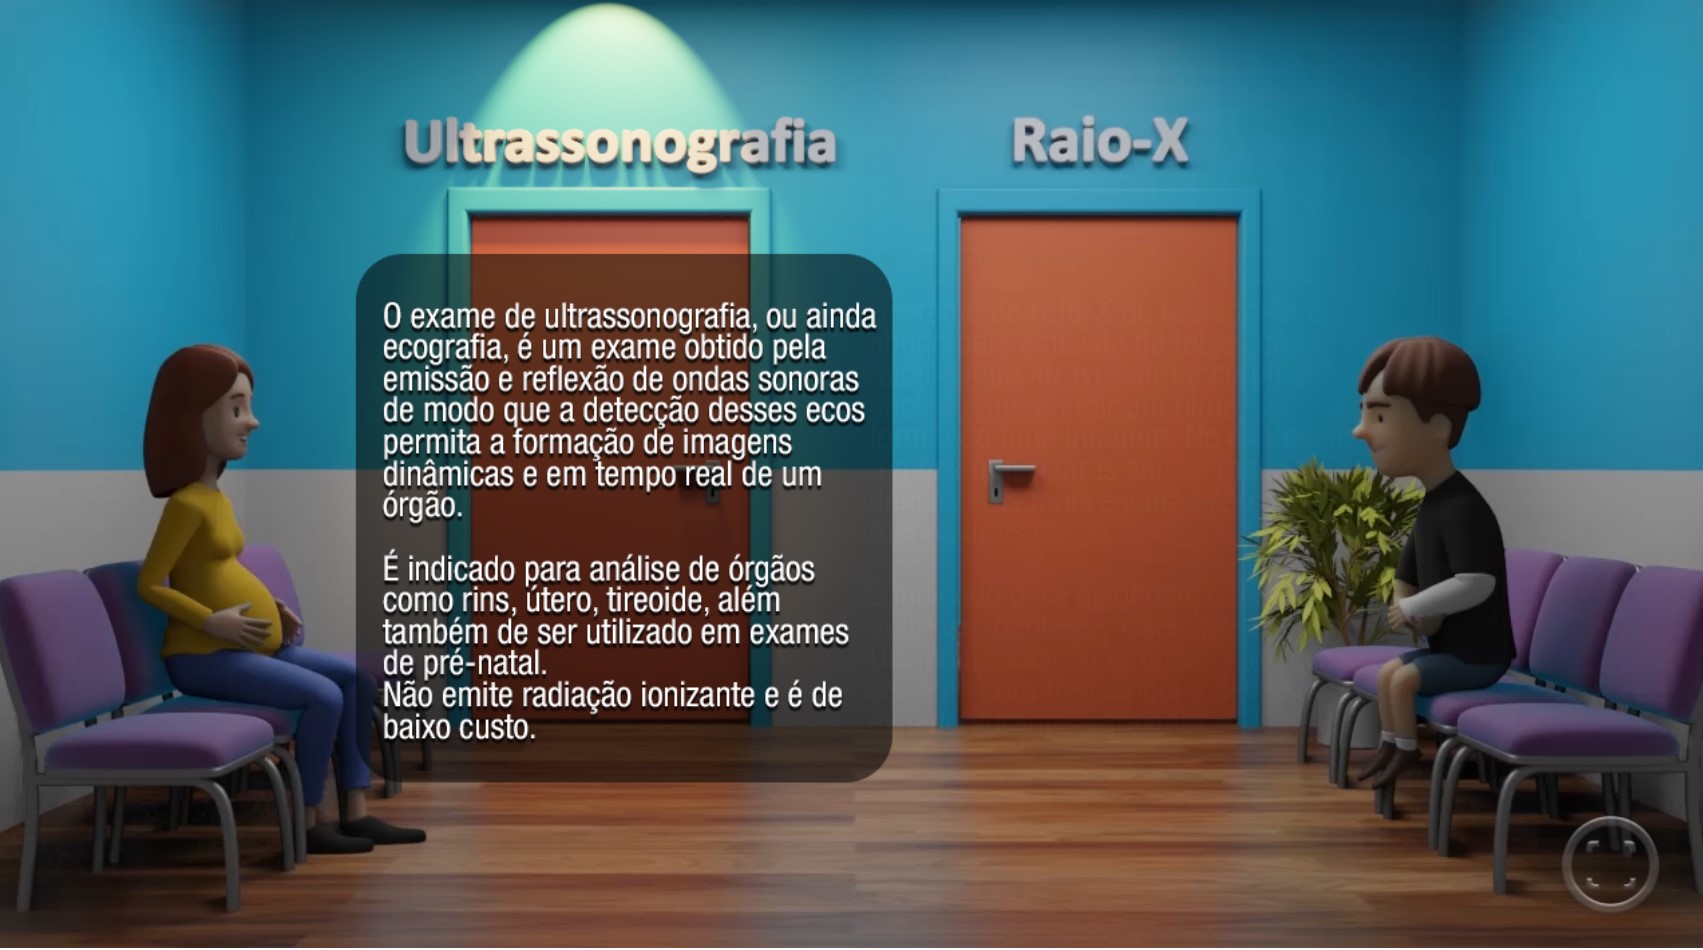 Ultrassonografia
Raio-X
O exame de ultrassonografia, ou ainda
ecografia, é um exame obtido pela
emissão e reflexão de ondas sonoras
de modo que a detecção desses ecos
permita a formação de imagens
dinâmicas e em tempo real de um
órgão.
É indicado para análise de órgãos
como rins, útero, tireoide, além
também de ser utilizado em exames
de pré-natal.
Não emite radiação ionizante e é de
baixo custo.